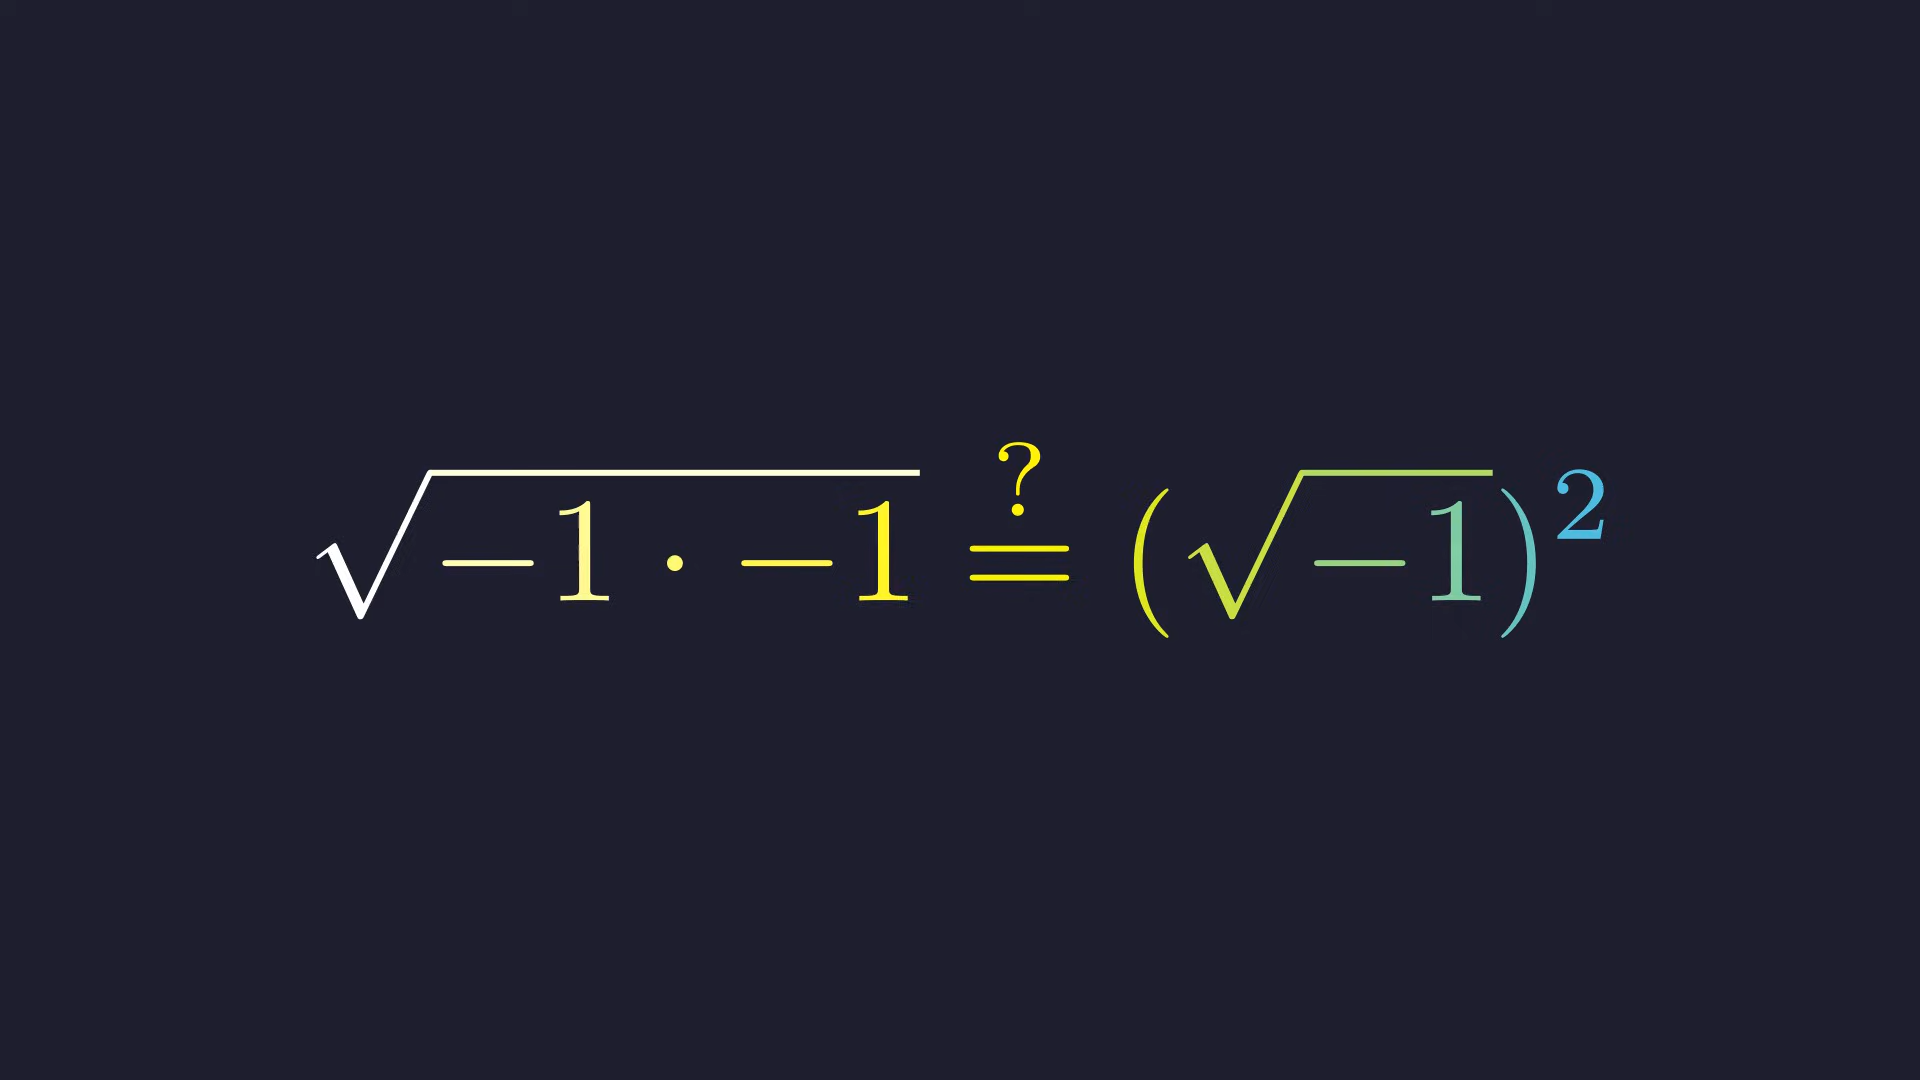 √(-1 · -1) ≟ (√-1)²